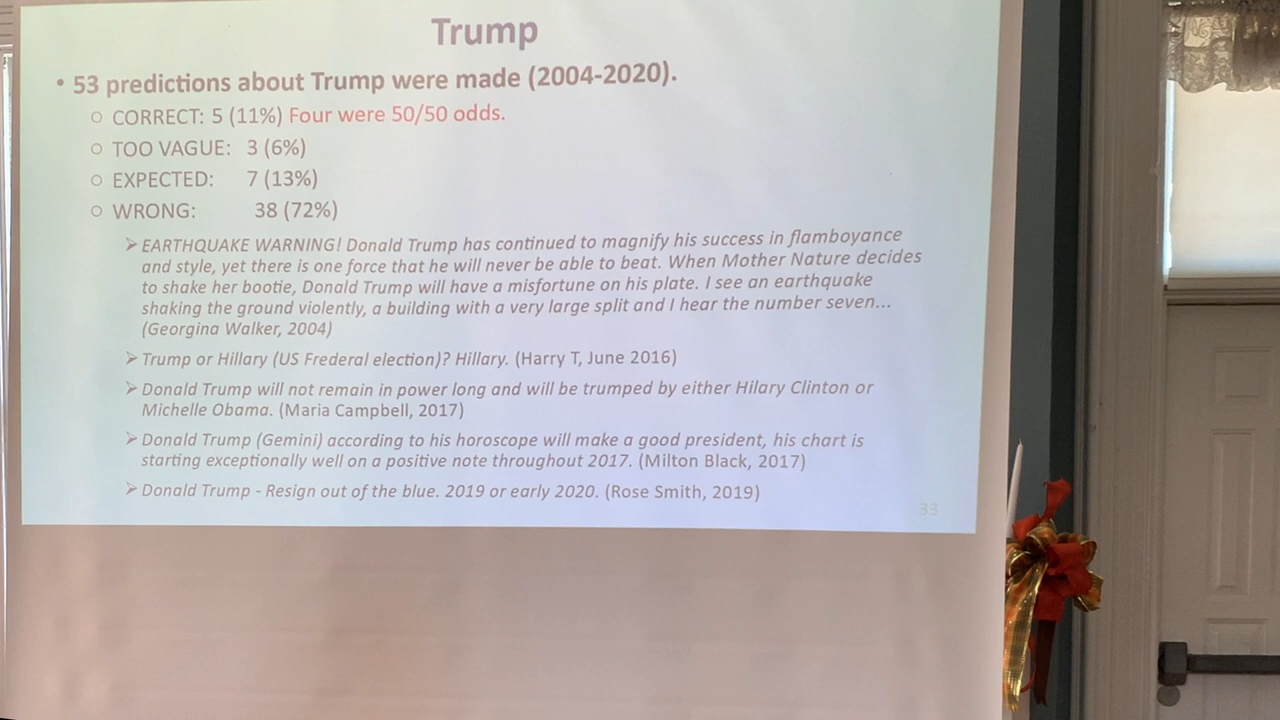 Trump
• 53 predictions about Trump were made (2004-2020).
○ CORRECT: 5 (11%) Four were 50/50 odds.
○ TOO VAGUE: 3 (6%)
○ EXPECTED: 7 (13%)
○ WRONG: 38 (72%)
➢ EARTHQUAKE WARNING! Donald Trump has continued to magnify his success in flamboyance
and style, yet there is one force that he will never be able to beat. When Mother Nature decides
to shake her bootie, Donald Trump will have a misfortune on his plate. I see an earthquake
shaking the ground violently, a building with a very large split and I hear the number seven...
(Georgina Walker, 2004)
➢ Trump or Hillary (US Frederal election)? Hillary. (Harry T, June 2016)
➢ Donald Trump will not remain in power long and will be trumped by either Hilary Clinton or
Michelle Obama. (Maria Campbell, 2017)
➢ Donald Trump (Gemini) according to his horoscope will make a good president, his chart is
starting exceptionally well on a positive note throughout 2017. (Milton Black, 2017)
➢ Donald Trump - Resign out of the blue. 2019 or early 2020. (Rose Smith, 2019)
33